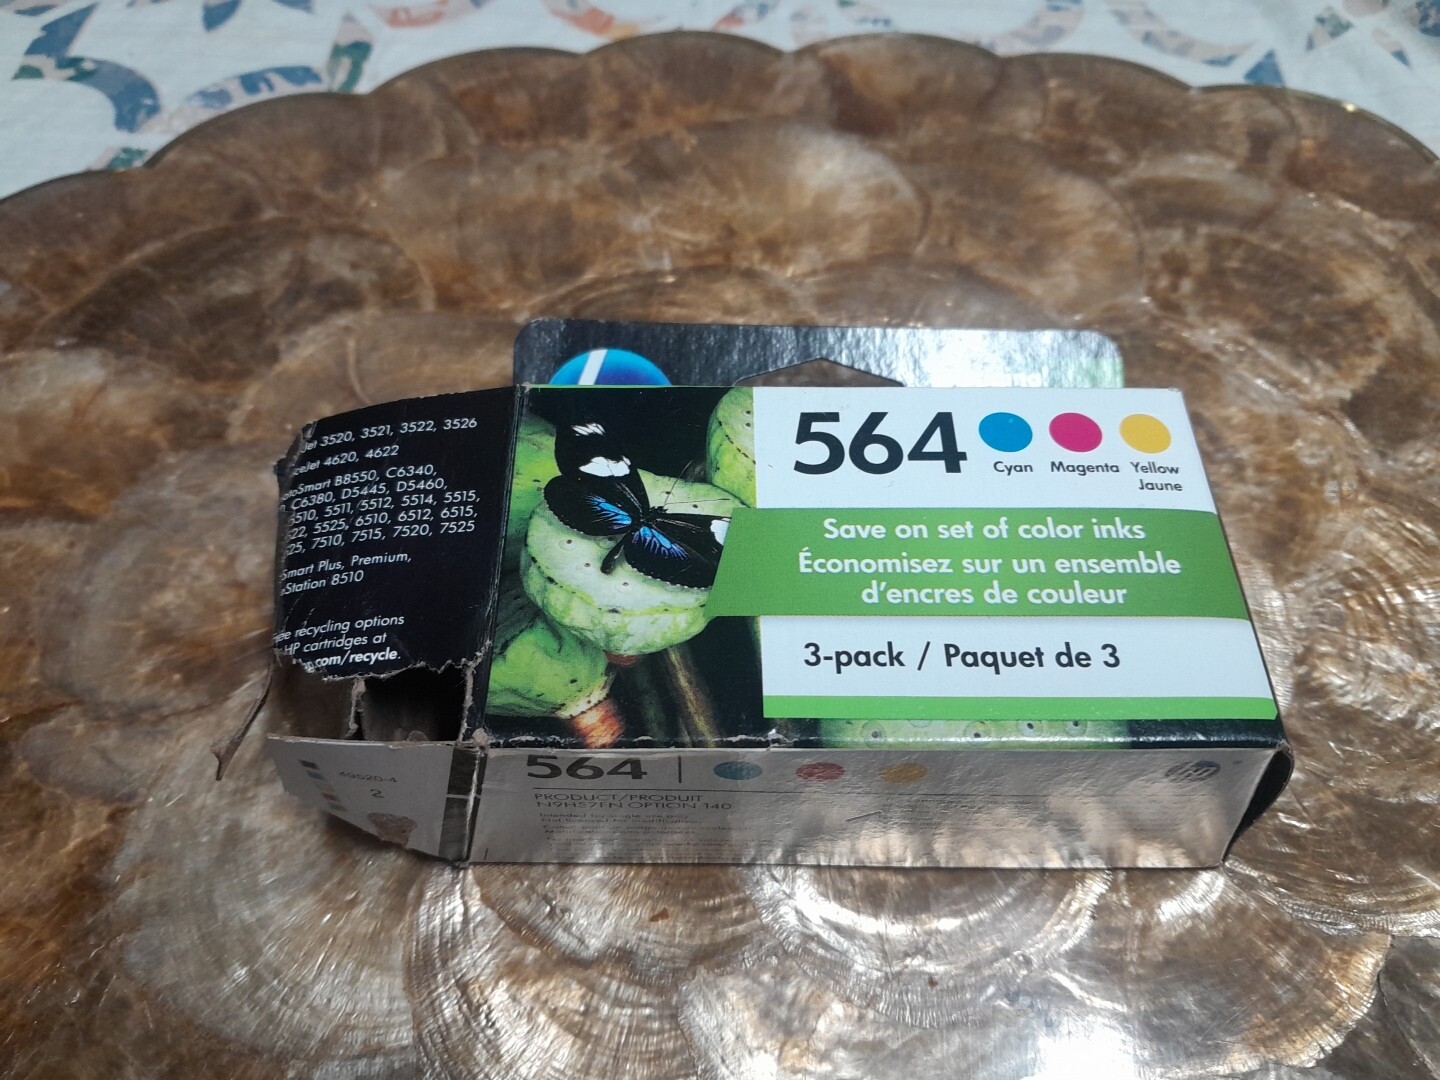 3520, 3521, 3522, 3526
4620, 4622
B8550, C6340,
C6380, D5445, D5460,
5511, 5512, 5514, 5515,
5525, 6510, 6512, 6515,
7510, 7515, 7520, 7525
Smart Plus, Premium,
Station 8510
recycling options
HP cartridges at
.com/recycle.
564
Cyan Magenta Yellow
Jaune
Save on set of color inks
Économisez sur un ensemble
d'encres de couleur
3-pack / Paquet de 3
49520-4
2
564
PRODUCT/PRODUIT
N9H57FN OPTION 140
hp